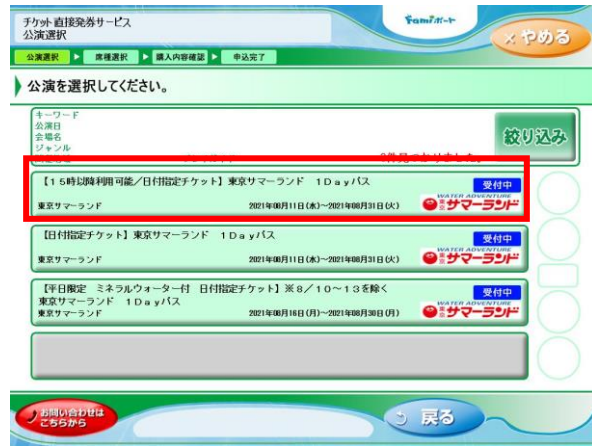 チケット直接発券サービス
公演選択
Famiポート
×やめる
公演選択 ▶ 席種選択 ▶ 購入内容確認 ▶ 申込完了
公演を選択してください。
キーワード
公演日
会場名
ジャンル
絞り込み
【15時以降利用可能/日付指定チケット】東京サマーランド 1Dayパス
受付中
東京サマーランド 2021年08月11日(水)~2021年08月31日(火)
WATER ADVENTURE
東京サマーランド
【日付指定チケット】東京サマーランド 1Dayパス
受付中
東京サマーランド 2021年08月11日(水)~2021年08月31日(火)
WATER ADVENTURE
東京サマーランド
【平日限定 ミネラルウォーター付 日付指定チケット】※8/10~13を除く
東京サマーランド 1Dayパス
受付中
東京サマーランド 2021年08月16日(月)~2021年08月30日(月)
WATER ADVENTURE
東京サマーランド
お問い合わせは
こちらから
戻る